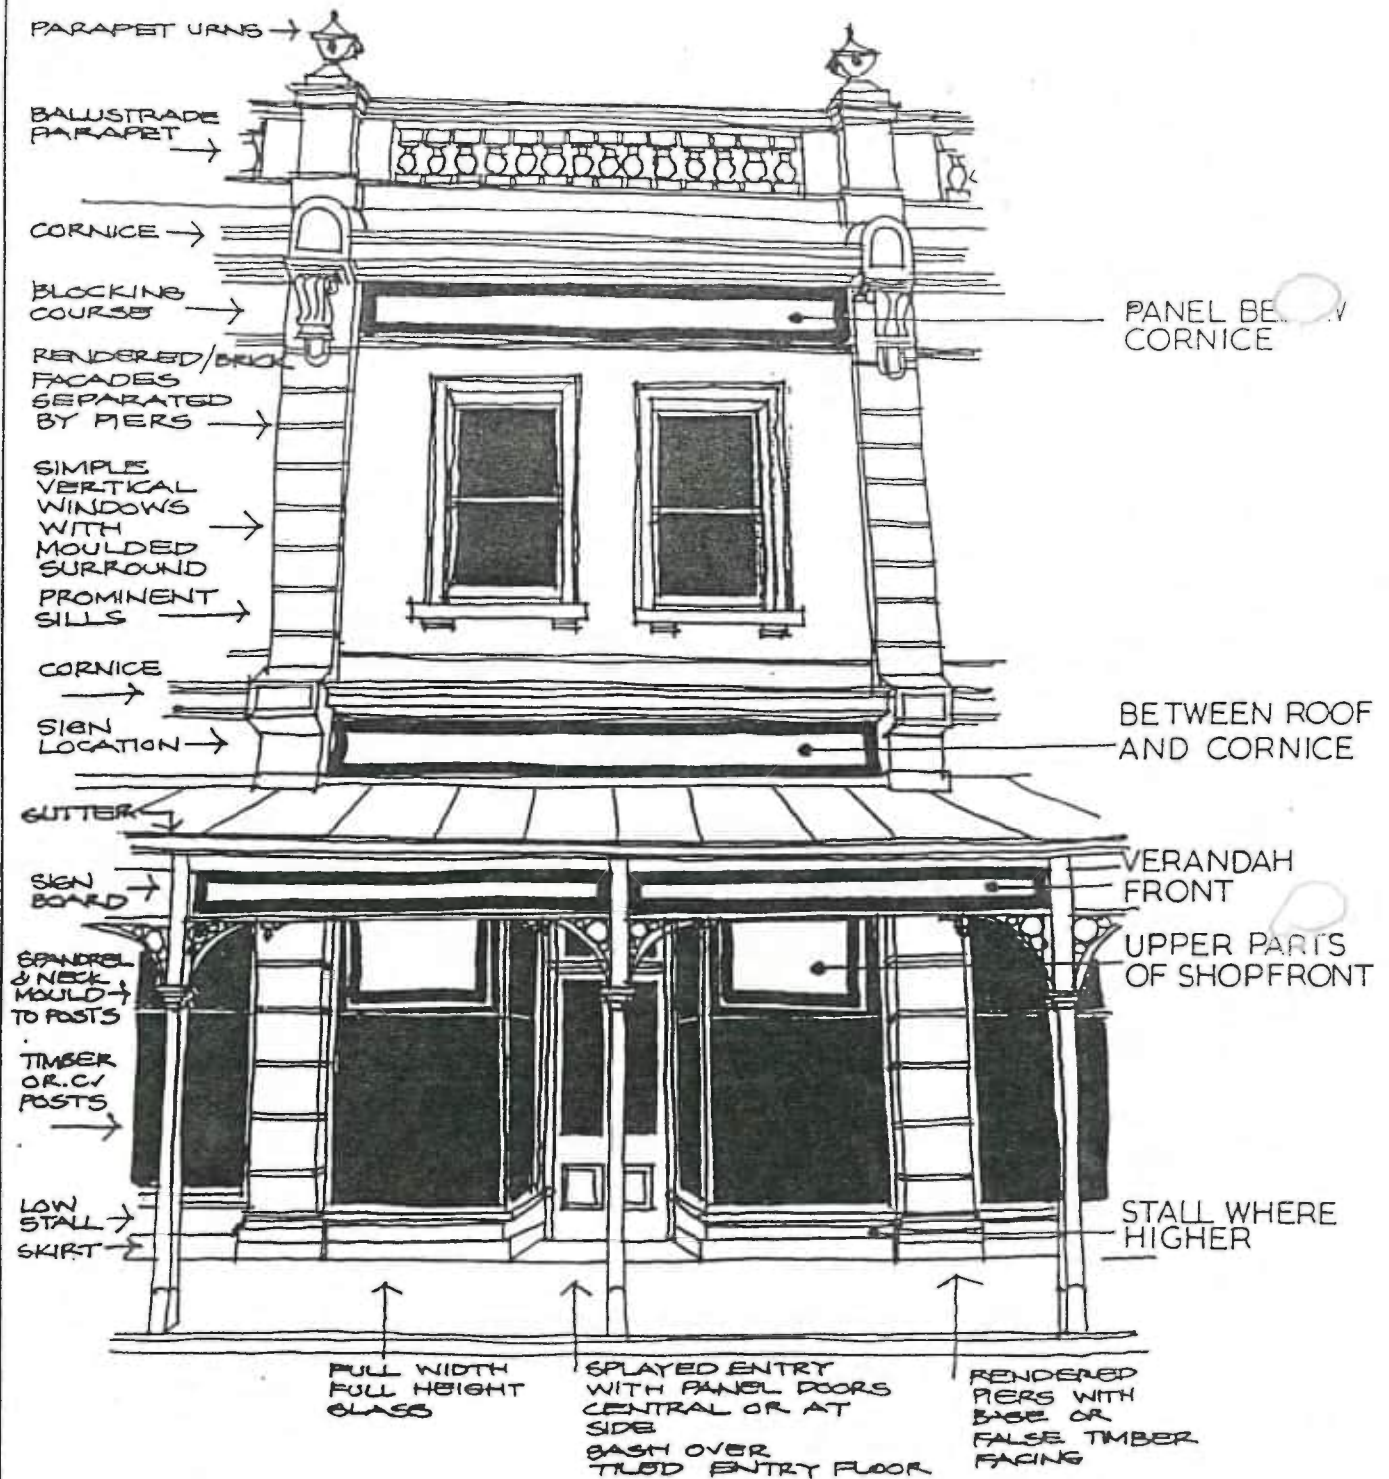 PARAPET URNS
BALUSTRADE
PARAPET
CORNICE
BLOCKING
COURSE
RENDERED/BRICK
FACADES
SEPARATED
BY PIERS
SIMPLE
VERTICAL
WINDOWS
WITH
MOULDED
SURROUND
PROMINENT
SILLS
CORNICE
SIGN
LOCATION
GUTTER
SIGN
BOARD
SPANDREL
& NECK
MOULD
TO POSTS
TIMBER
OR
POSTS
LOW
STALL
SKIRT
PANEL
CORNICE
BETWEEN ROOF
AND CORNICE
VERANDAH
FRONT
UPPER PARTS
OF SHOPFRONT
STALL WHERE
HIGHER
FULL WIDTH
FULL HEIGHT
GLASS
SPLAYED ENTRY
WITH PANEL DOORS
CENTRAL OR AT
SIDE
SASH OVER
TILED ENTRY FLOOR
RENDERED
PIERS WITH
BASE OR
FALSE TIMBER
FACING